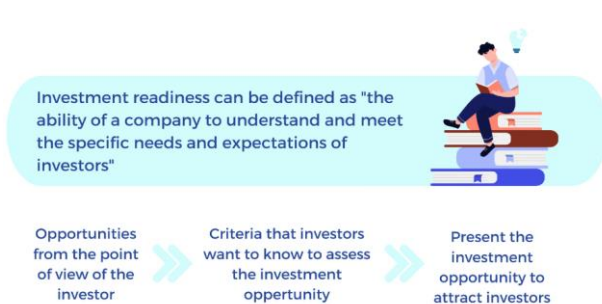 Investment readiness can be defined as "the
ability of a company to understand and meet
the specific needs and expectations of
investors"
Opportunities
from the point
of view of the
investor
Criteria that investors
want to know to assess
the investment
oppertunity
Present the
investment
opportunity to
attract investors